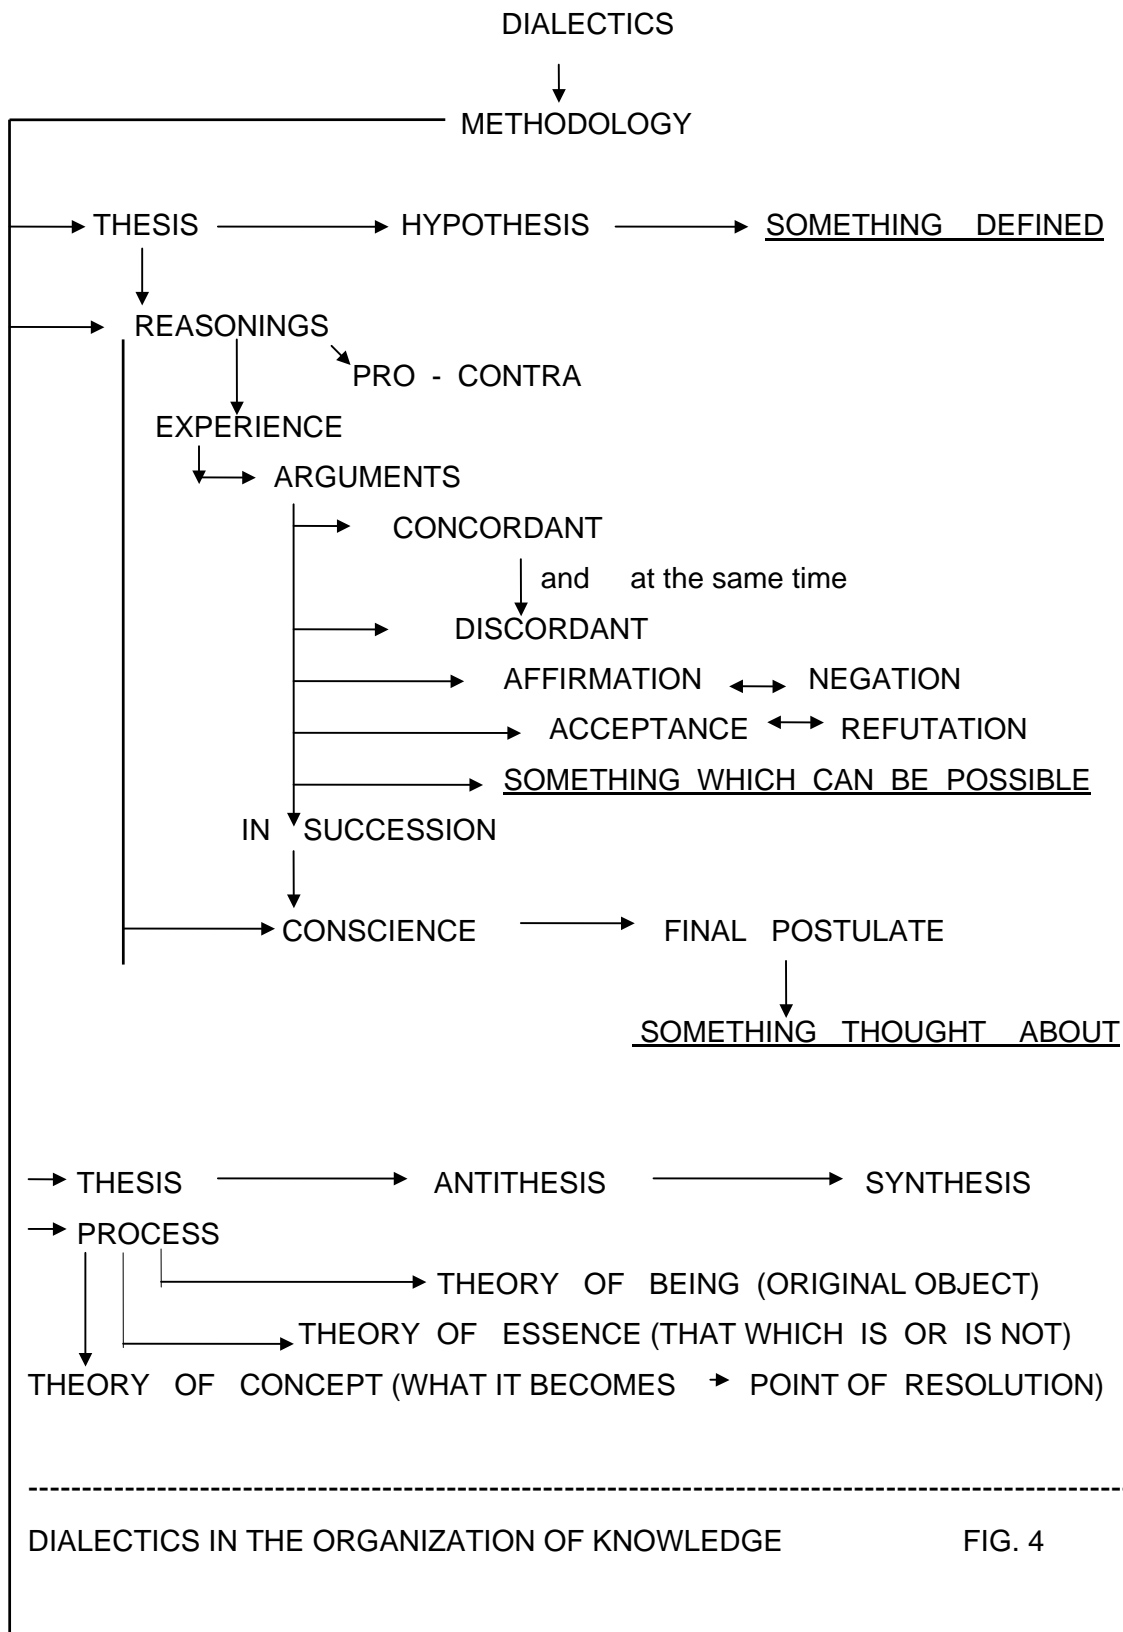 DIALECTICS
METHODOLOGY
THESIS HYPOTHESIS SOMETHING DEFINED
REASONINGS
PRO - CONTRA
EXPERIENCE
ARGUMENTS
CONCORDANT
and at the same time
DISCORDANT
AFFIRMATION NEGATION
ACCEPTANCE REFUTATION
SOMETHING WHICH CAN BE POSSIBLE
IN SUCCESSION
CONSCIENCE FINAL POSTULATE
SOMETHING THOUGHT ABOUT
THESIS ANTITHESIS SYNTHESIS
PROCESS
THEORY OF BEING (ORIGINAL OBJECT)
THEORY OF ESSENCE (THAT WHICH IS OR IS NOT)
THEORY OF CONCEPT (WHAT IT BECOMES POINT OF RESOLUTION)
DIALECTICS IN THE ORGANIZATION OF KNOWLEDGE FIG. 4